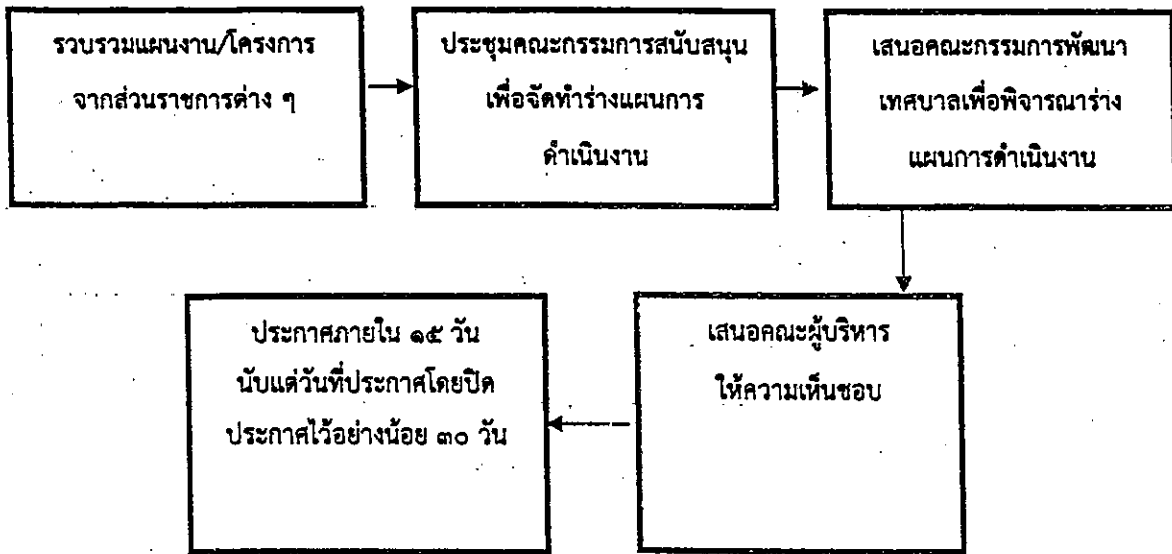 รวบรวมแผนงาน/โครงการ
จากส่วนราชการต่าง ๆ
ประชุมคณะกรรมการสนับสนุน
เพื่อจัดทำร่างแผนการ
ดำเนินงาน
เสนอคณะกรรมการพัฒนา
เทศบาลเพื่อพิจารณาร่าง
แผนการดำเนินงาน
เสนอคณะผู้บริหาร
ให้ความเห็นชอบ
ประกาศภายใน ๑๕ วัน
นับแต่วันที่ประกาศโดยปิด
ประกาศไว้อย่างน้อย ๓๐ วัน